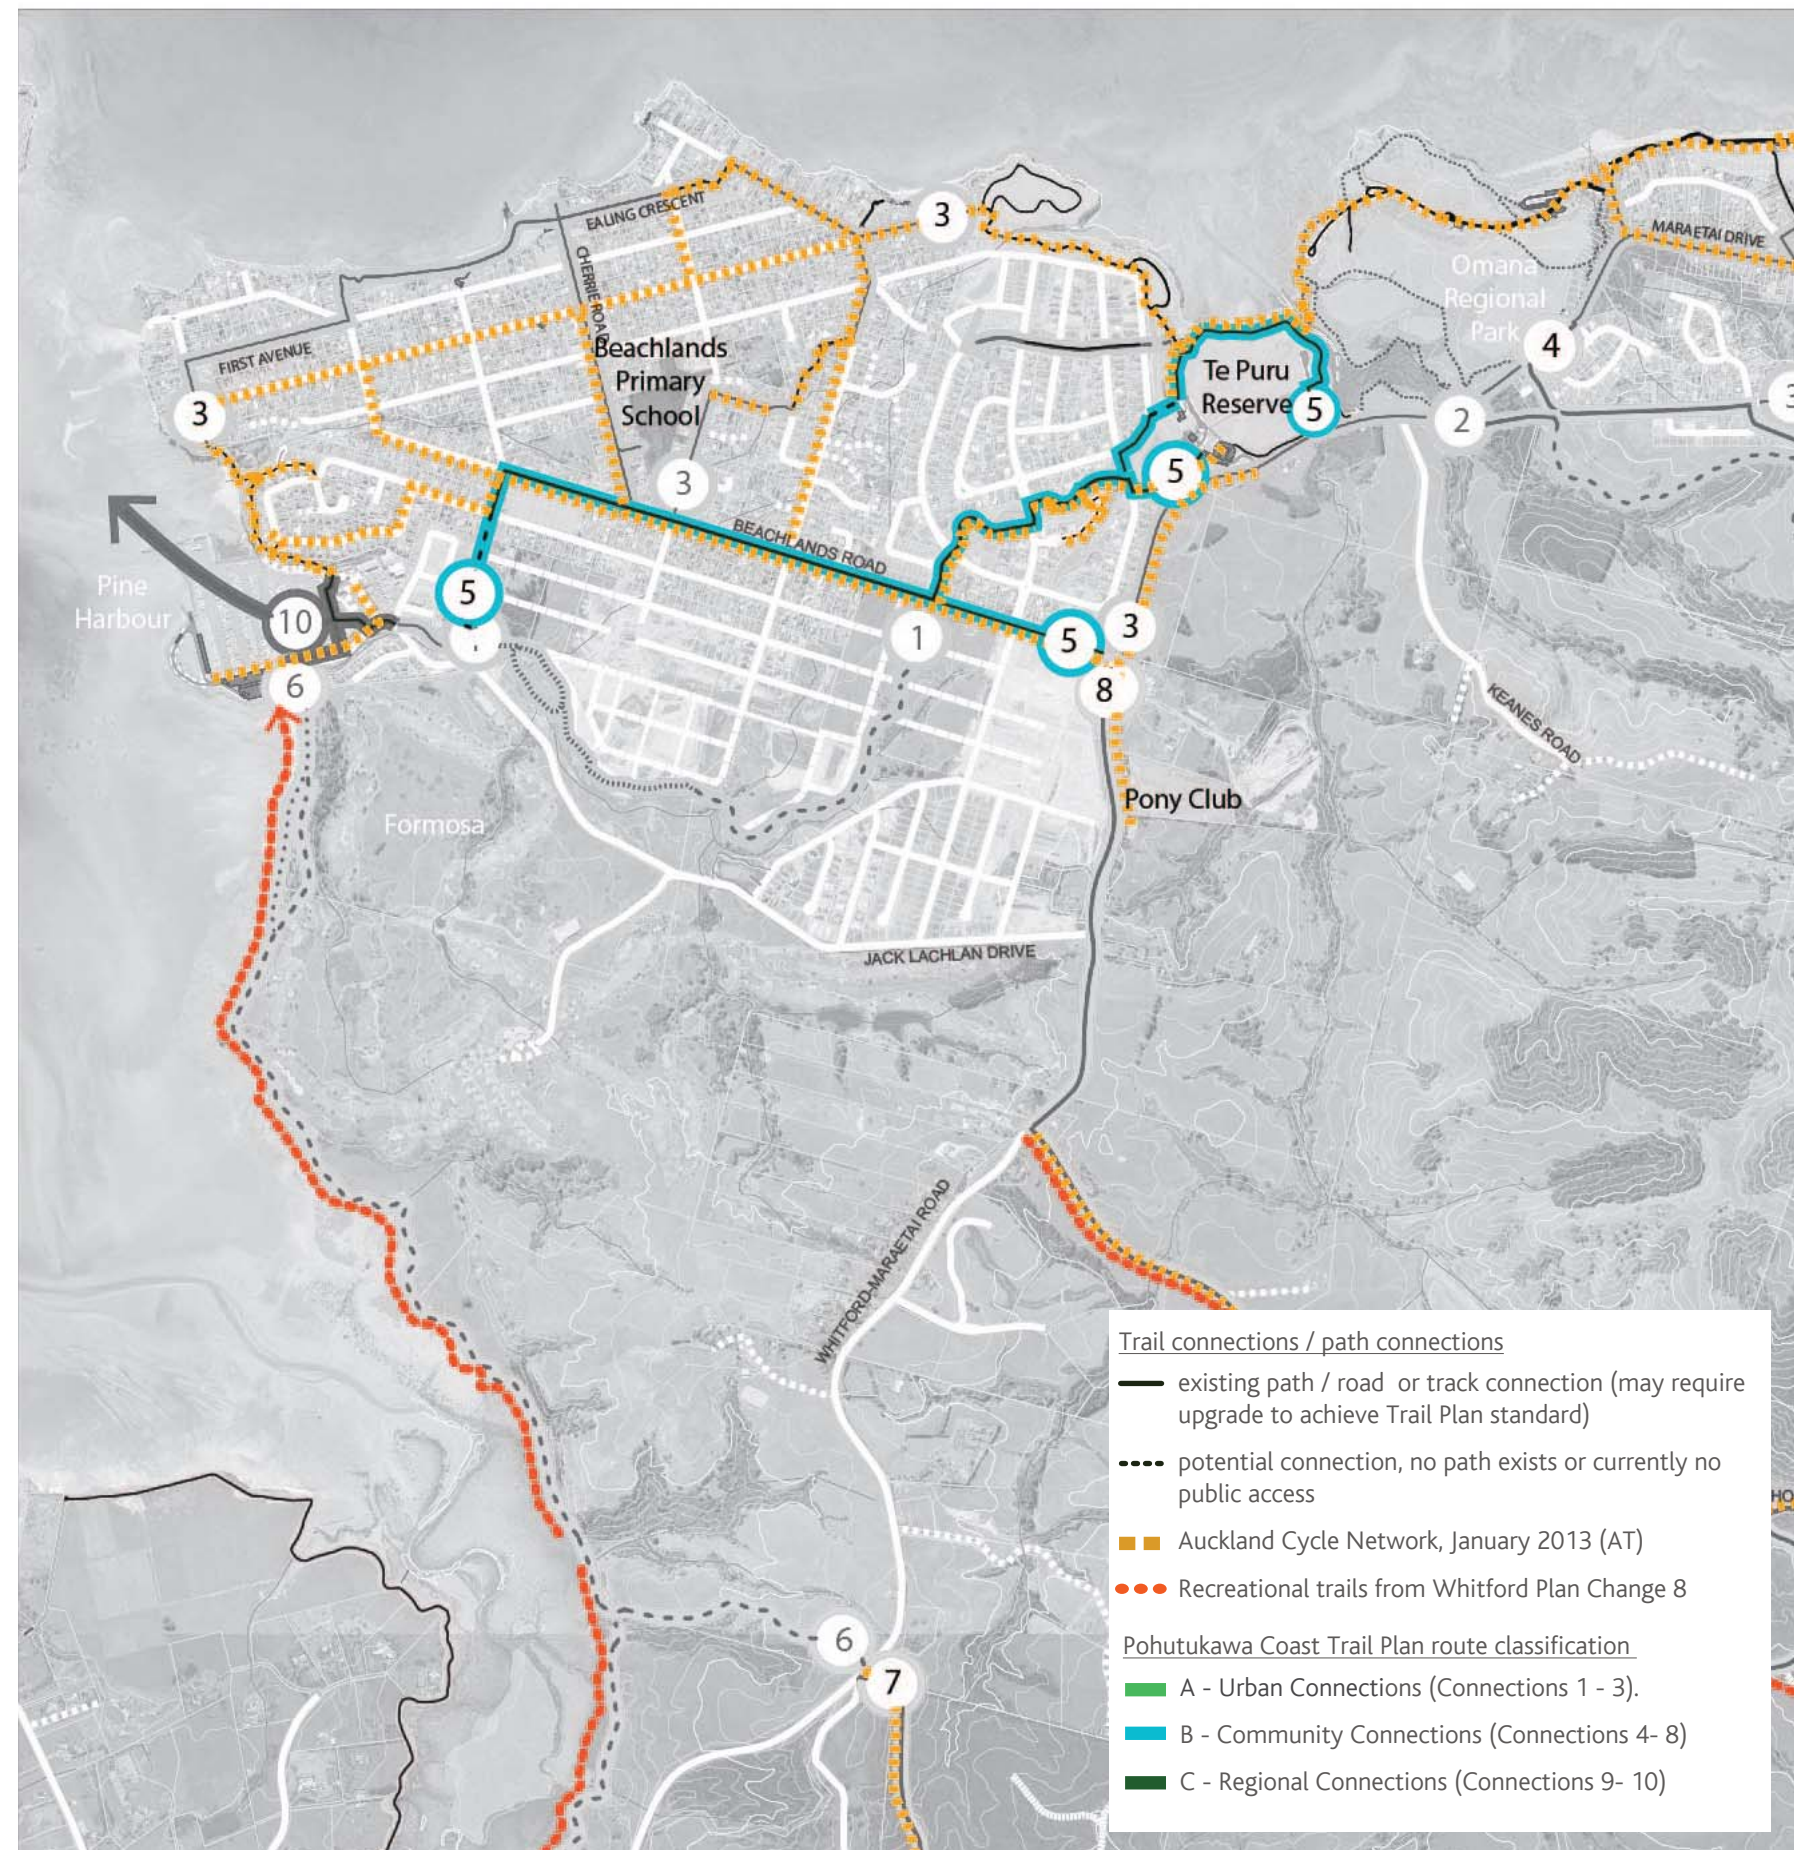 3
EALING CRESCENT
CHERRIE ROAD
MARAETAI DRIVE
Omana
Regional
Park
4
FIRST AVENUE
Beachlands
Primary
School
Te Puru
Reserve
5
3
2
3
3
5
BEACHLANDS ROAD
Pine
Harbour
5
10
1
5
3
6
8
KEANES ROAD
Pony Club
Formosa
JACK LACHLAN DRIVE
WHITFORD-MARAETAI ROAD
6
7
HO
Trail connections / path connections
existing path / road or track connection (may require
upgrade to achieve Trail Plan standard)
potential connection, no path exists or currently no
public access
Auckland Cycle Network, January 2013 (AT)
Recreational trails from Whitford Plan Change 8
Pohutukawa Coast Trail Plan route classification
A - Urban Connections (Connections 1 - 3).
B - Community Connections (Connections 4- 8)
C - Regional Connections (Connections 9- 10)